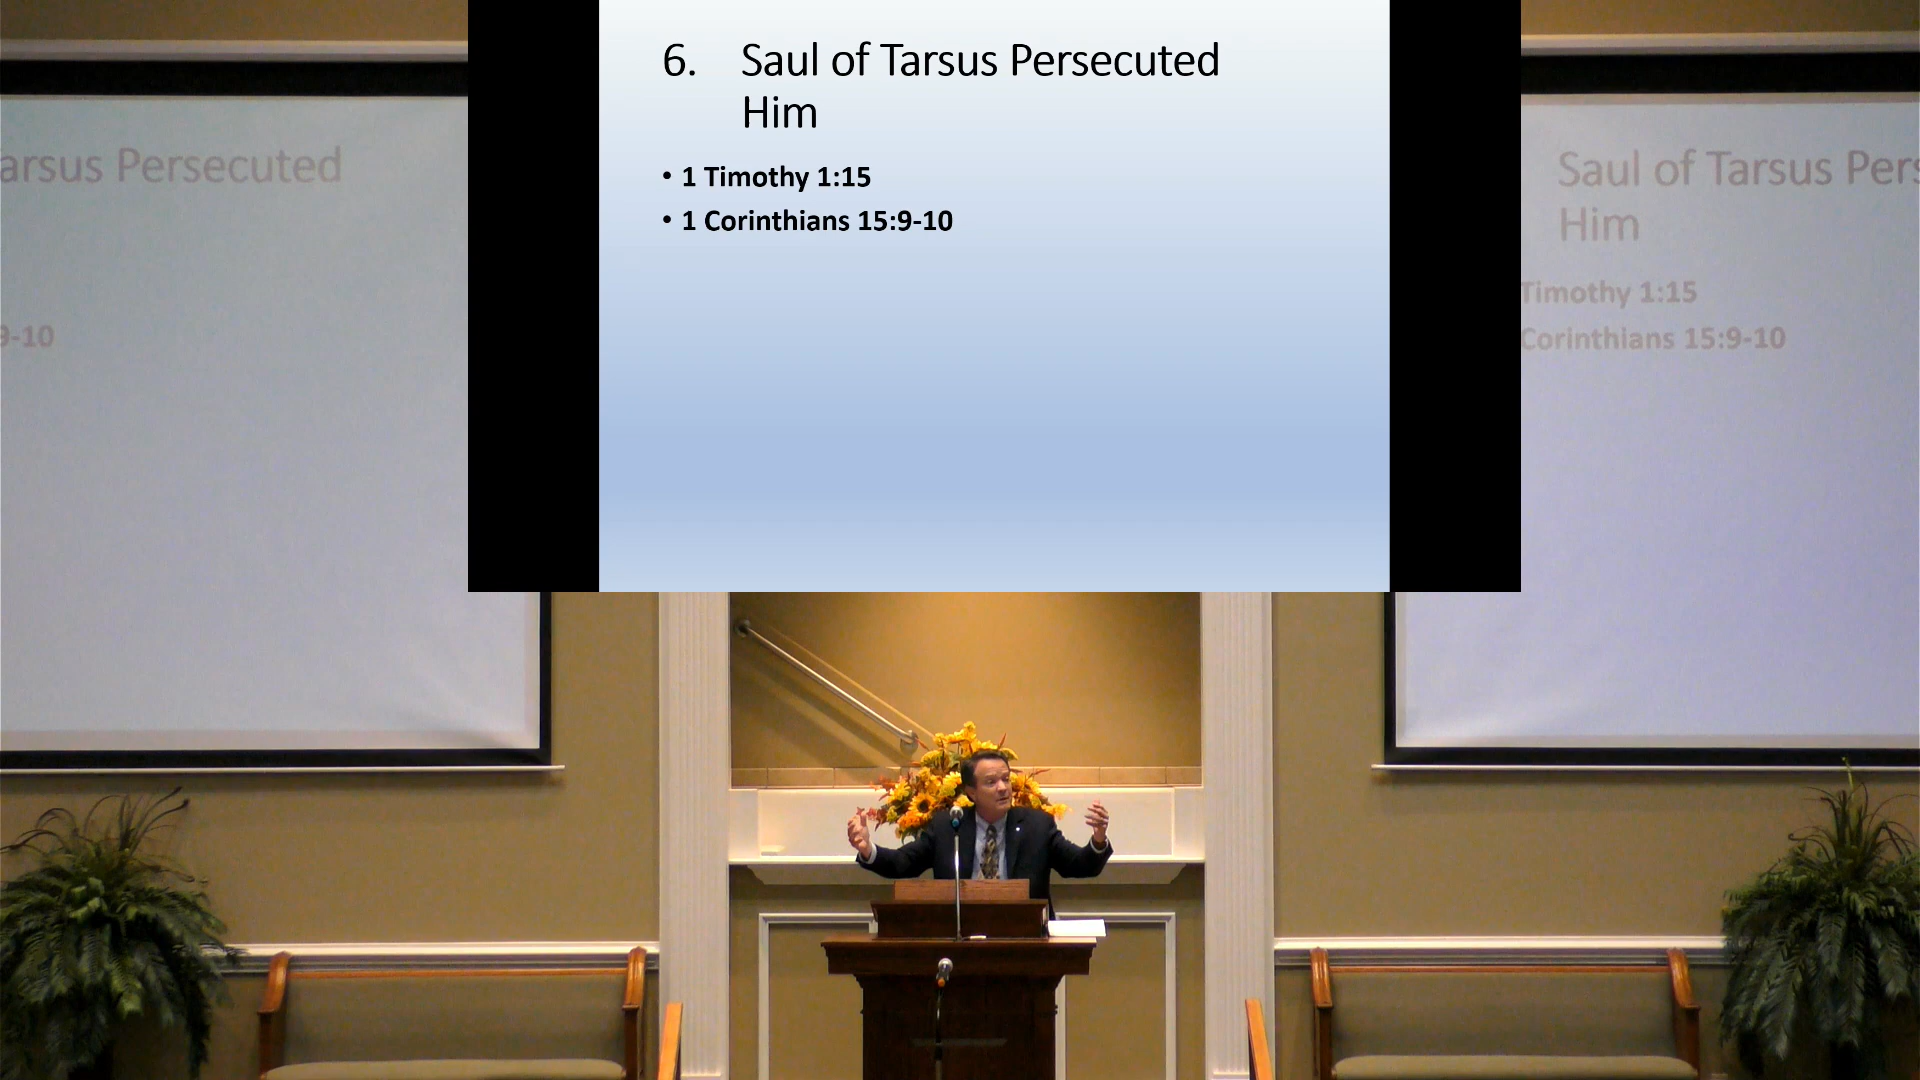 6. Saul of Tarsus Persecuted
Him
• 1 Timothy 1:15
• 1 Corinthians 15:9-10
arsus Persecuted
9-10
Saul of Tarsus Pers
Him
Timothy 1:15
Corinthians 15:9-10